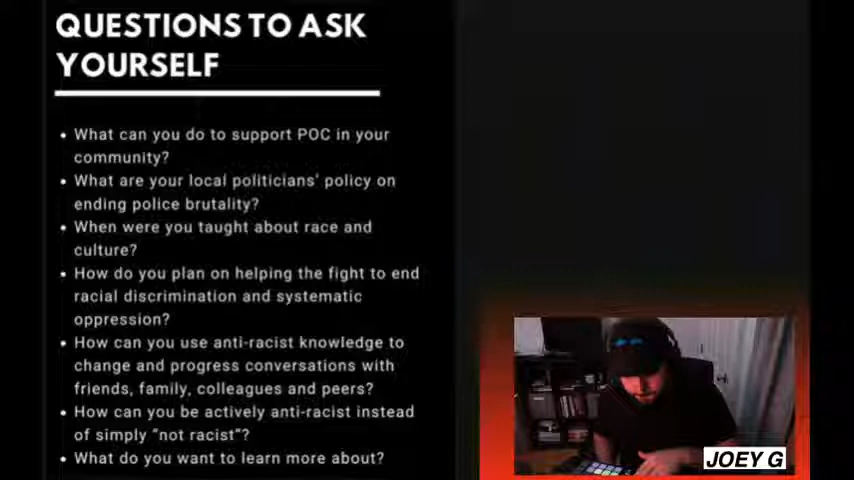 QUESTIONS TO ASK
YOURSELF
• What can you do to support POC in your
community?
• What are your local politicians' policy on
ending police brutality?
• When were you taught about race and
culture?
• How do you plan on helping the fight to end
racial discrimination and systematic
oppression?
• How can you use anti-racist knowledge to
change and progress conversations with
friends, family, colleagues and peers?
• How can you be actively anti-racist instead
of simply "not racist"?
• What do you want to learn more about?
JOEY G